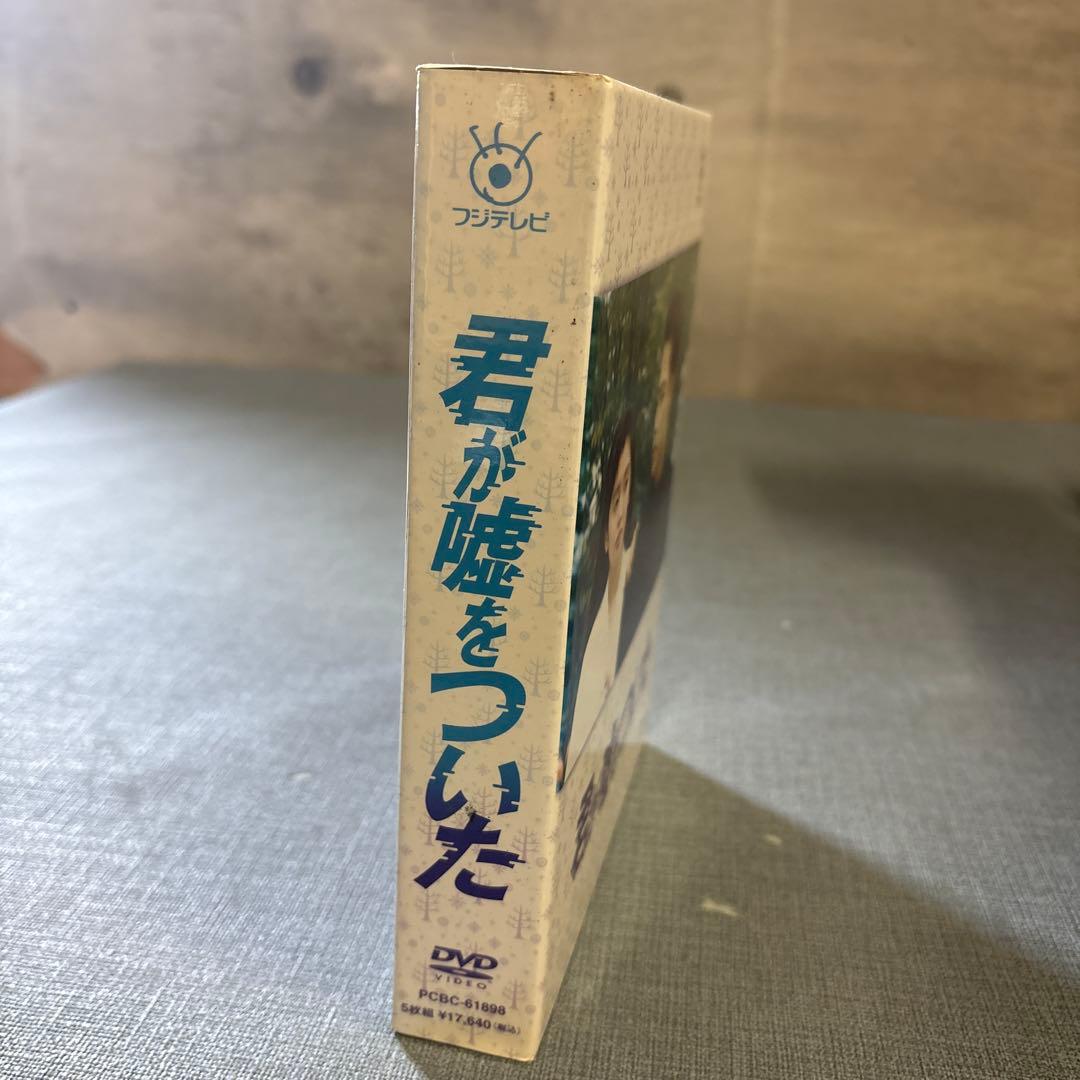 フジテレビ
君が嘘をついた
DVD
VIDEO
PCBC-61898
5枚組 ¥17,640(税込)